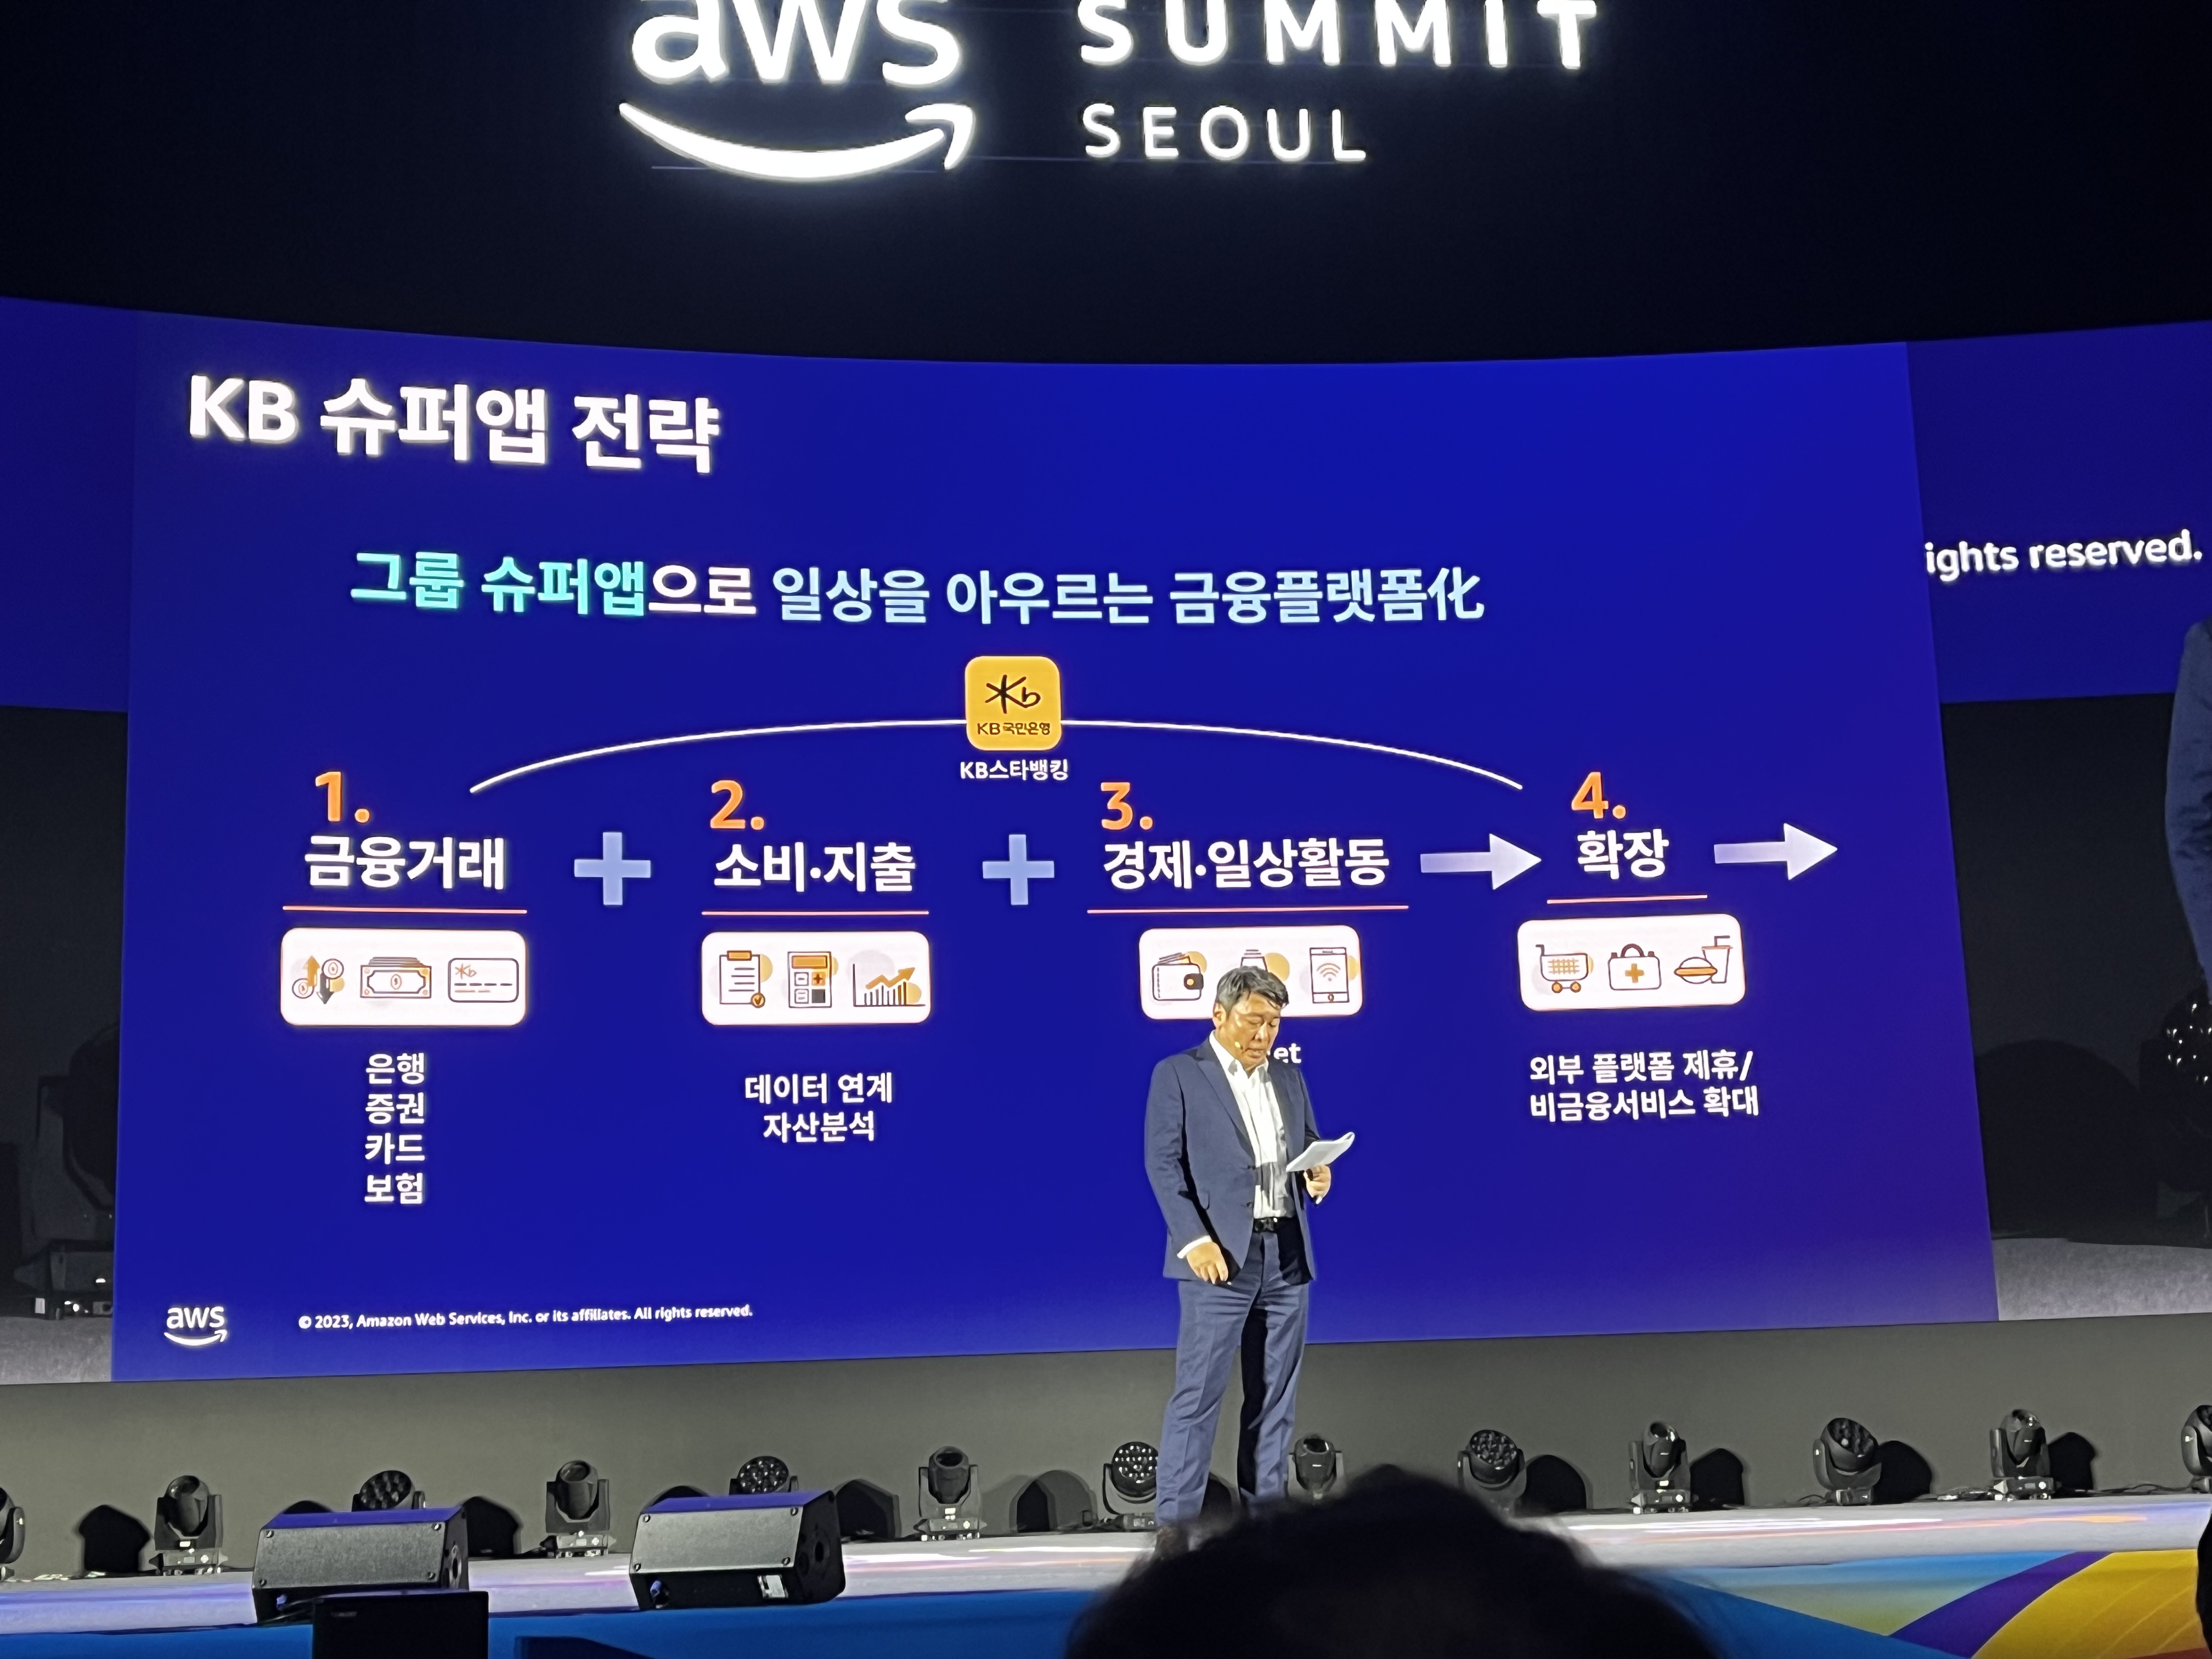 aws SUMMIT
SEOUL
KB 슈퍼앱 전략
ights reserved.
그룹 슈퍼앱으로 일상을 아우르는 금융플랫폼化
Kb
KB국민은행
KB스타뱅킹
1.
금융거래
2.
소비·지출
3.
경제·일상활동
4.
확장
은행
증권
카드
보험
데이터 연계
자산분석
et
외부 플랫폼 제휴/
비금융서비스 확대
aws
© 2023, Amazon Web Services, Inc. or its affiliates. All rights reserved.